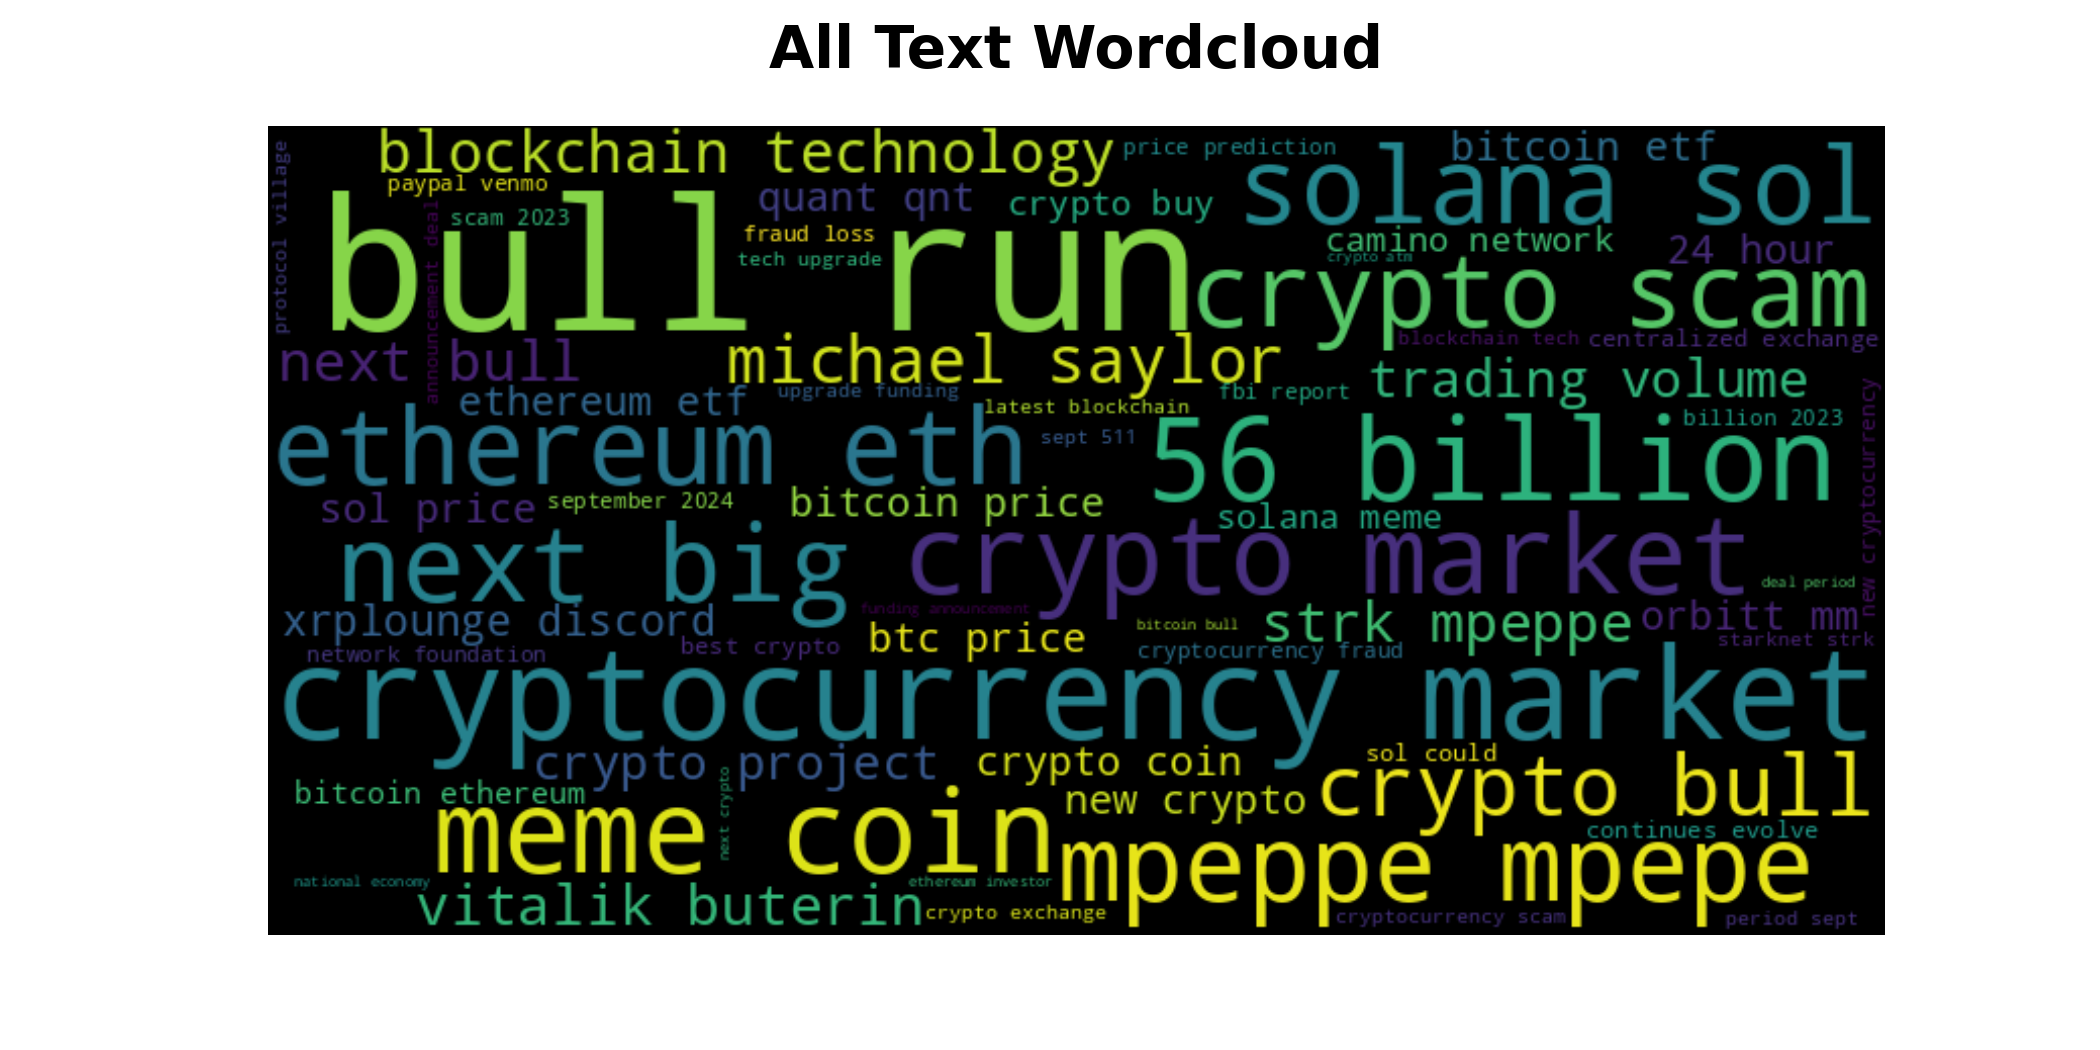 All Text Wordcloud
blockchain technology
price prediction
bitcoin etf
protocol village
paypal venmo
quant qnt
crypto buy
solana sol
scam 2023
announcement deal
bull run
fraud loss
tech upgrade
camino network
24 hour
crypto atm
crypto scam
blockchain tech
centralized exchange
next bull
michael saylor
trading volume
ethereum etf
upgrade funding
fbi report
latest blockchain
billion 2023
new cryptocurrency
ethereum eth
sept 511
56 billion
sol price
september 2024
bitcoin price
solana meme
next big
crypto market
deal period
xrplounge discord
funding announcement
bitcoin bull
strk mpeppe
orbitt mm
network foundation
best crypto
btc price
cryptocurrency fraud
starknet strk
cryptocurrency market
crypto project
crypto coin
sol could
bitcoin ethereum
next crypto
new crypto
crypto bull
meme coin
continues evolve
mpeppe mpepe
national economy
vitalik buterin
ethereum investor
crypto exchange
cryptocurrency scam
period sept